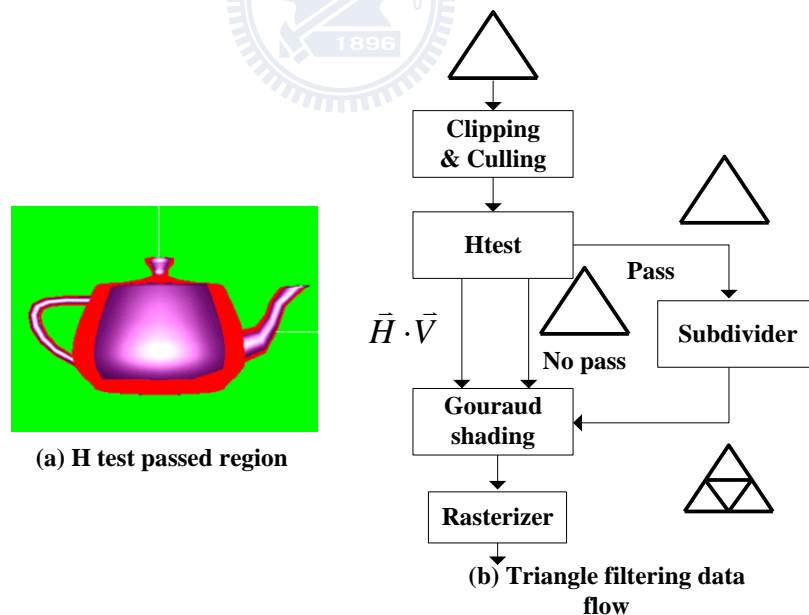 1896
Clipping
& Culling
Htest
Pass
H⃗ · V⃗
No pass
Subdivider
Gouraud
shading
(a) H test passed region
Rasterizer
(b) Triangle filtering data
flow